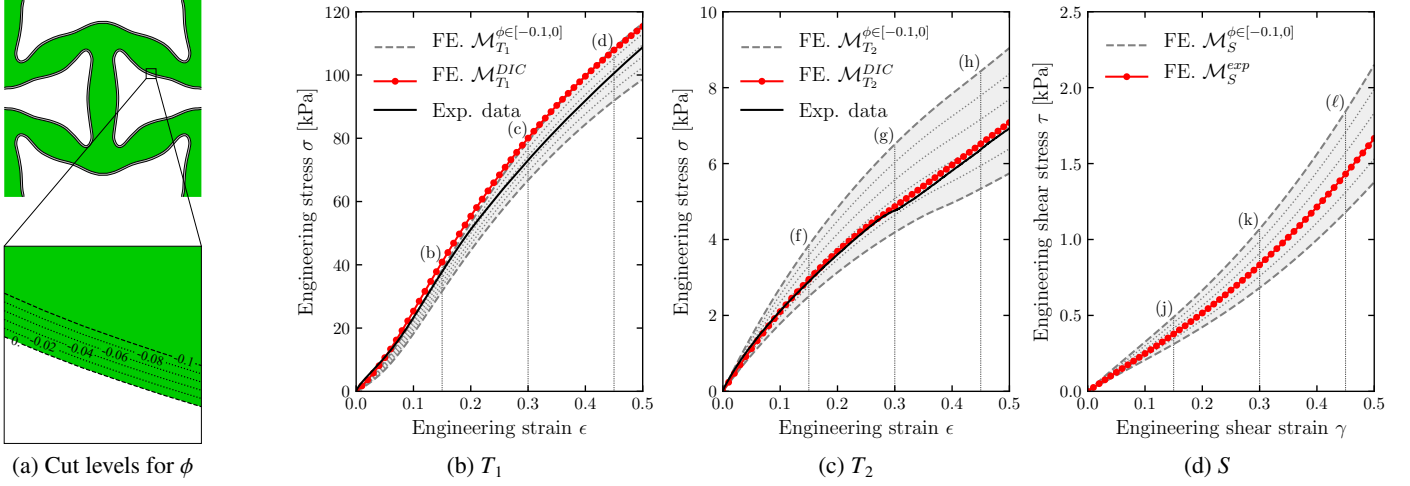 0. -0.02 -0.04 -0.06 -0.08 -0.1
(a) Cut levels for ϕ
Engineering stress σ [kPa]
120
100
80
60
40
20
0
FE. 𝓜_{T_1}^{ϕ∈[−0.1,0]}
FE. 𝓜_{T_1}^{DIC}
Exp. data
(d)
(c)
(b)
0.0 0.1 0.2 0.3 0.4 0.5
Engineering strain ϵ
(b) T_1
Engineering stress σ [kPa]
10
8
6
4
2
0
FE. 𝓜_{T_2}^{ϕ∈[−0.1,0]}
FE. 𝓜_{T_2}^{DIC}
Exp. data
(h)
(g)
(f)
0.0 0.1 0.2 0.3 0.4 0.5
Engineering strain ϵ
(c) T_2
Engineering shear stress τ [kPa]
2.5
2.0
1.5
1.0
0.5
0.0
FE. 𝓜_S^{ϕ∈[−0.1,0]}
FE. 𝓜_S^{exp}
(ℓ)
(k)
(j)
0.0 0.1 0.2 0.3 0.4 0.5
Engineering shear strain γ
(d) S